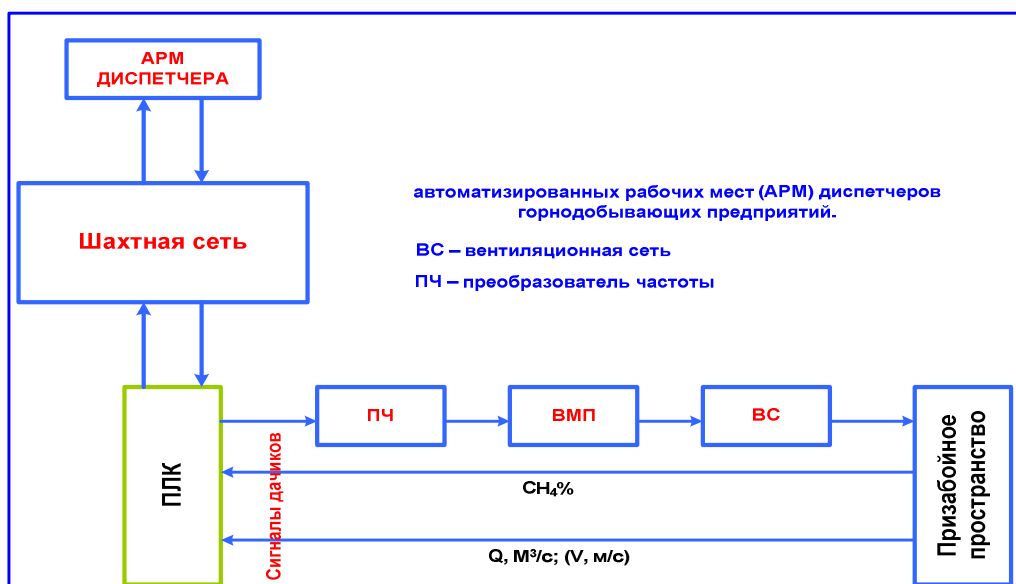 АРМ
ДИСПЕТЧЕРА
Шахтная сеть
автоматизированных рабочих мест (АРМ) диспетчеров
горнодобывающих предприятий.
ВС – вентиляционная сеть
ПЧ – преобразователь частоты
ПЛК
Сигналы дачиков
ПЧ
ВМП
ВС
Призабойное
пространство
CH₄%
Q, М³/с; (V, м/с)